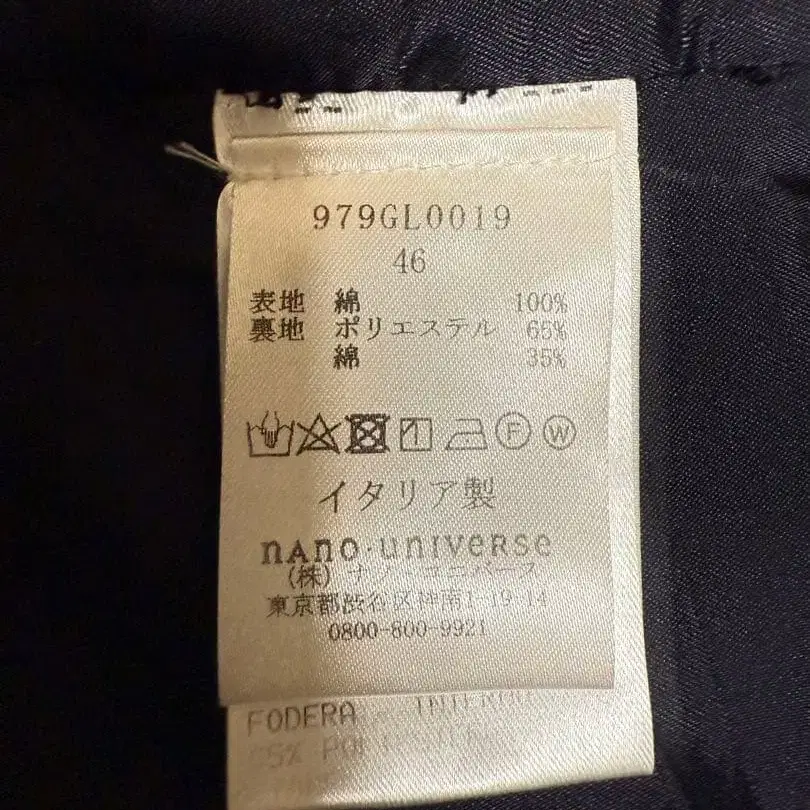 979GL0019
46
表地 綿 100%
裏地 ポリエステル 65%
綿 35%
F W
イタリア製
nano・universe
(株) ナノ・ユニバース
東京都渋谷区神南1-19-14
0800-800-9921
FODERA